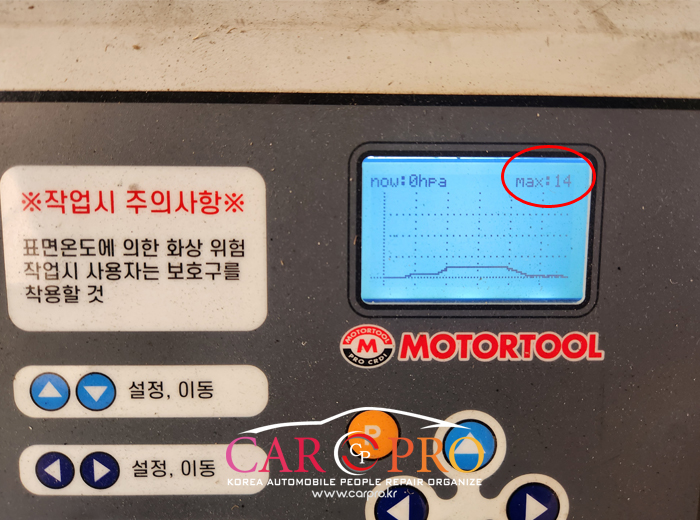 now:0hpa
max:14
※작업시 주의사항※
표면온도에 의한 화상 위험
작업시 사용자는 보호구를
착용할 것
MOTORTOOL
M
PRO CRDI
MOTORTOOL
설정, 이동
설정, 이동
R
CAR CP PRO
KOREA AUTOMOBILE PEOPLE REPAIR ORGANIZE
www.carpro.kr